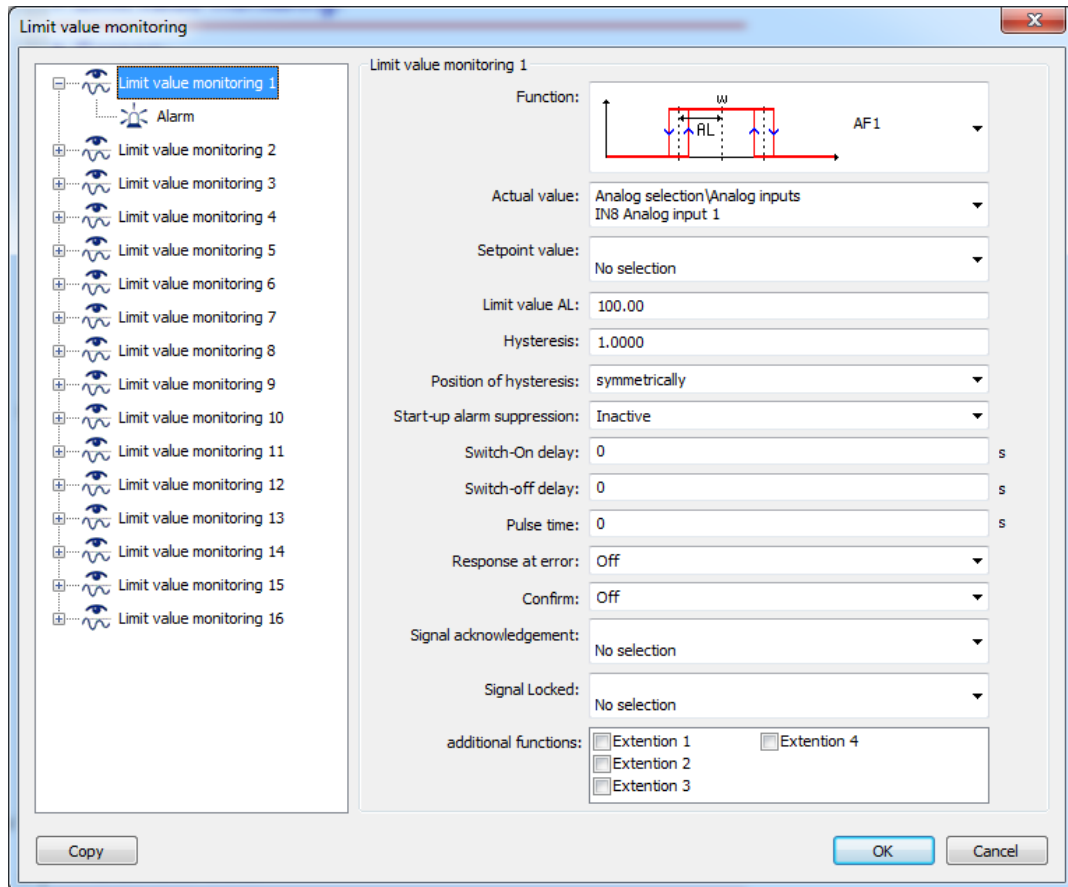 Limit value monitoring
Limit value monitoring 1
Alarm
Limit value monitoring 2
Limit value monitoring 3
Limit value monitoring 4
Limit value monitoring 5
Limit value monitoring 6
Limit value monitoring 7
Limit value monitoring 8
Limit value monitoring 9
Limit value monitoring 10
Limit value monitoring 11
Limit value monitoring 12
Limit value monitoring 13
Limit value monitoring 14
Limit value monitoring 15
Limit value monitoring 16
Limit value monitoring 1
Function:
w
AL
AF1
Actual value: Analog selection\Analog inputs
IN8 Analog input 1
Setpoint value:
No selection
Limit value AL: 100.00
Hysteresis: 1.0000
Position of hysteresis: symmetrically
Start-up alarm suppression: Inactive
Switch-On delay: 0 s
Switch-off delay: 0 s
Pulse time: 0 s
Response at error: Off
Confirm: Off
Signal acknowledgement:
No selection
Signal Locked:
No selection
additional functions: Extention 1 Extention 4
Extention 2
Extention 3
Copy OK Cancel